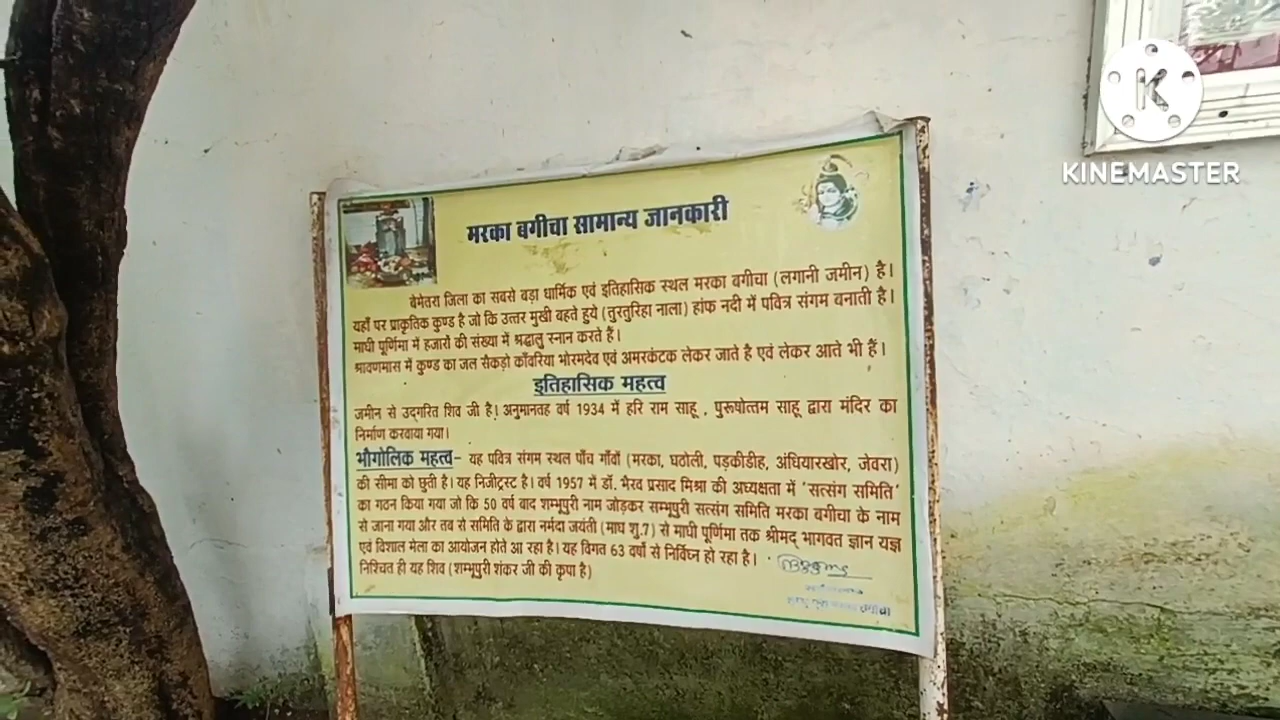 KINEMASTER
मरका बगीचा सामान्य जानकारी
बेमेतरा जिला का सबसे बड़ा धार्मिक एवं इतिहासिक स्थल मरका बगीचा (लगानी जमीन) है।
यहाँ पर प्राकृतिक कुण्ड है जो कि उत्तर मुखी बहते हुये (तुरतुरिहा नाला) हांफ नदी में पवित्र संगम बनाती है।
माघी पूर्णिमा में हजारों की संख्या में श्रद्धालु स्नान करते हैं।
श्रावणमास में कुण्ड का जल सैकड़ो काँवरिया भोरमदेव एवं अमरकंटक लेकर जाते है एवं लेकर आते भी हैं।
इतिहासिक महत्व
जमीन से उद्गरित शिव जी है! अनुमानतह वर्ष 1934 में हरि राम साहू , पुरूषोत्तम साहू द्वारा मंदिर का
निर्माण करवाया गया।
भौगोलिक महत्व- यह पवित्र संगम स्थल पाँच गाँवों (मरका, घठोली, पड़कीडीह, अंधियारखोर, जेवरा)
की सीमा को छुती है। यह निजीट्रस्ट है। वर्ष 1957 में डॉ. भैरव प्रसाद मिश्रा की अध्यक्षता में 'सत्संग समिति'
का गठन किया गया जो कि 50 वर्ष बाद शम्भूपुरी नाम जोड़कर सम्भूपुरी सत्संग समिति मरका बगीचा के नाम
से जाना गया और तब से समिति के द्वारा नर्मदा जयंती (माघ शु.7) से माघी पूर्णिमा तक श्रीमद् भागवत ज्ञान यज्ञ
एवं विशाल मेला का आयोजन होते आ रहा है। यह विगत 63 वर्षो से निर्विघ्न हो रहा है।
निश्चित ही यह शिव (शम्भूपुरी शंकर जी की कृपा है)
बगीचा